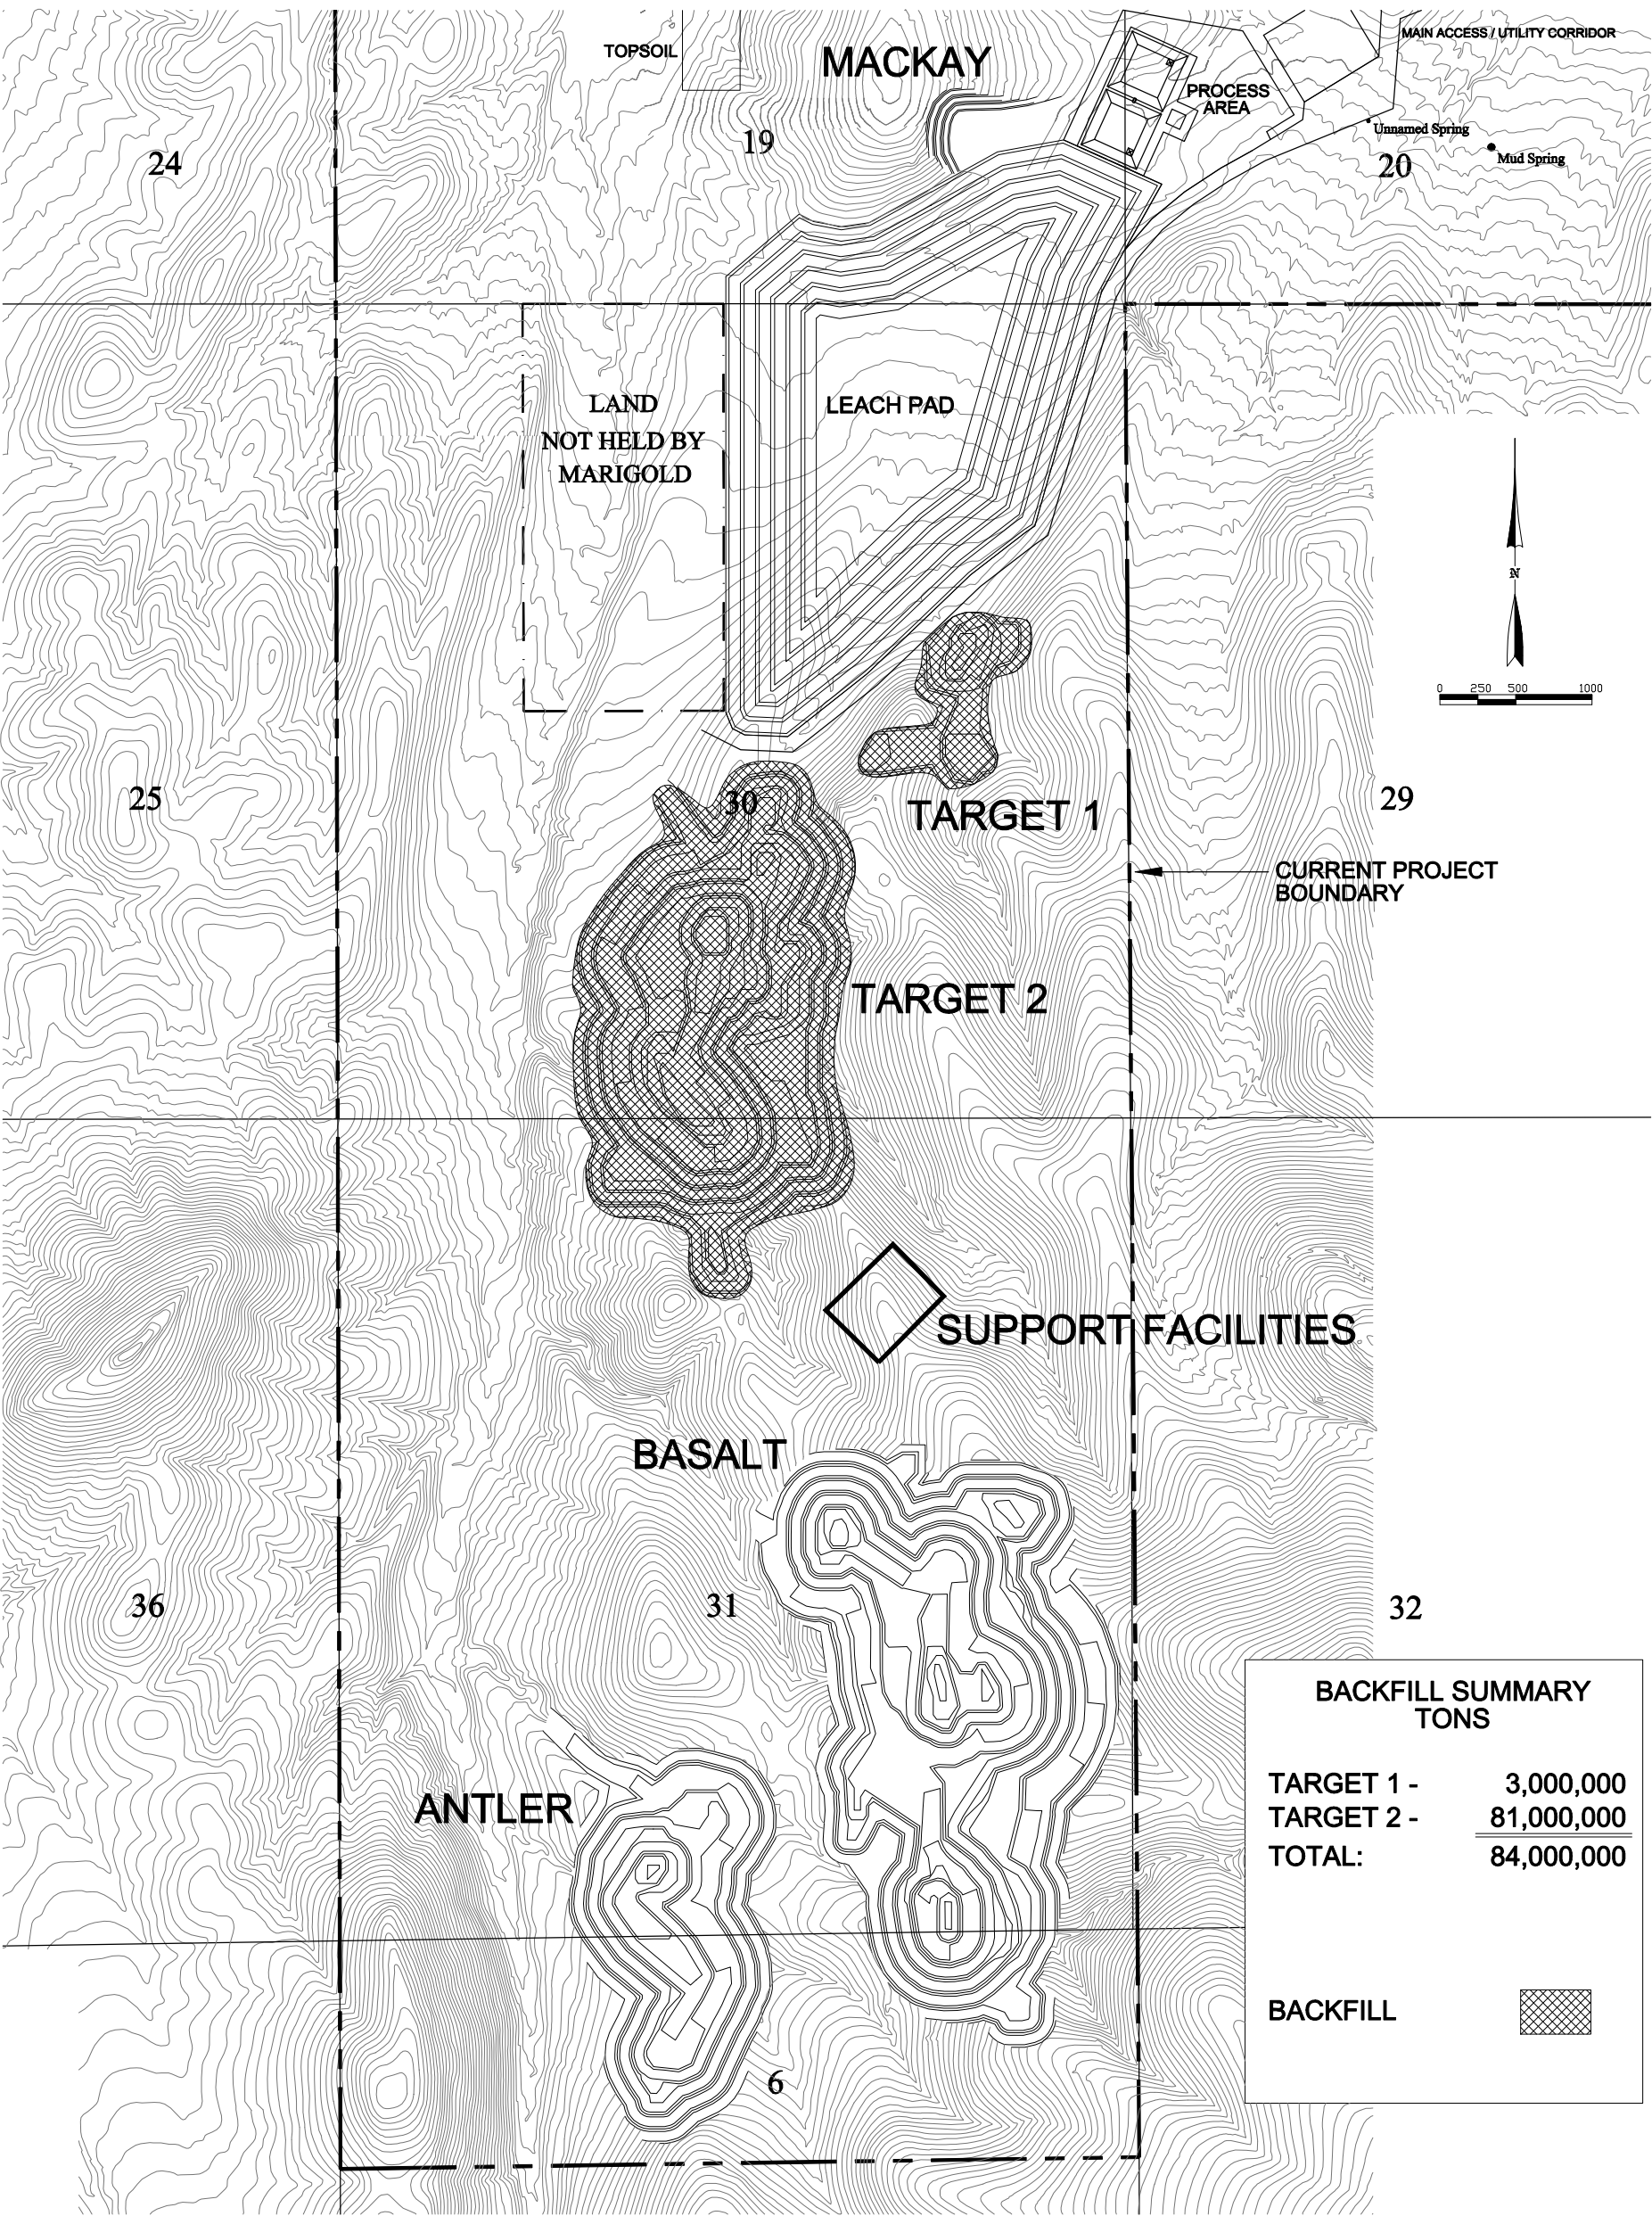 TOPSOIL
MACKAY
MAIN ACCESS / UTILITY CORRIDOR
PROCESS
AREA
Unnamed Spring
Mud Spring
24
19
20
LAND
NOT HELD BY
MARIGOLD
LEACH PAD
N
0 250 500 1000
25
30
TARGET 1
29
CURRENT PROJECT
BOUNDARY
TARGET 2
SUPPORT FACILITIES
BASALT
36
31
32
ANTLER
6
BACKFILL SUMMARY
TONS
TARGET 1 - 3,000,000
TARGET 2 - 81,000,000
TOTAL: 84,000,000
BACKFILL